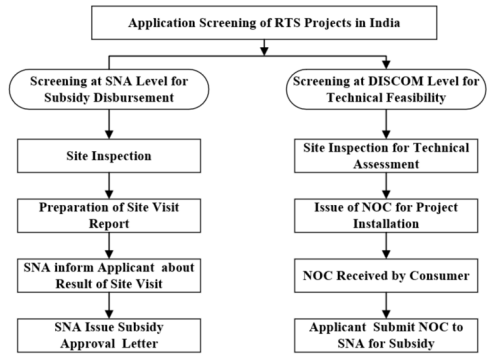 Application Screening of RTS Projects in India
Screening at SNA Level for
Subsidy Disbursement
Screening at DISCOM Level for
Technical Feasibility
Site Inspection
Site Inspection for Technical
Assessment
Preparation of Site Visit
Report
Issue of NOC for Project
Installation
SNA inform Applicant about
Result of Site Visit
NOC Received by Consumer
SNA Issue Subsidy
Approval Letter
Applicant Submit NOC to
SNA for Subsidy